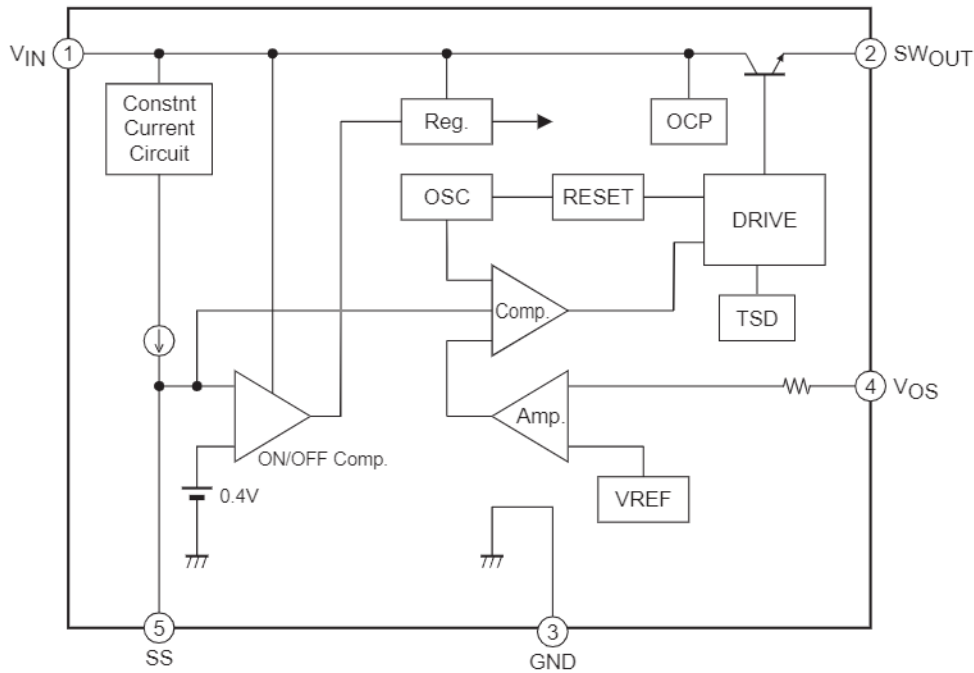 VIN
1
2
SWOUT
Constnt
Current
Circuit
Reg.
OCP
OSC
RESET
DRIVE
Comp.
TSD
4
VOS
Amp.
ON/OFF Comp.
0.4V
VREF
5
SS
3
GND